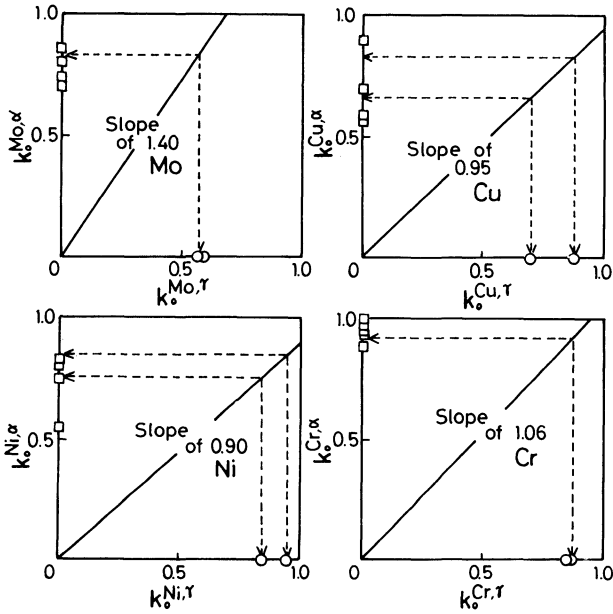 1.0
k₀^Mo,α
0.5
Slope
of 1.40
Mo
0
0.5
1.0
k₀^Mo,γ
1.0
k₀^Cu,α
0.5
Slope of
0.95
Cu
0
0.5
1.0
k₀^Cu,γ
1.0
k₀^Ni,α
0.5
Slope
of 0.90
Ni
0
0.5
1.0
k₀^Ni,γ
1.0
k₀^Cr,α
0.5
Slope
of 1.06
Cr
0
0.5
1.0
k₀^Cr,γ